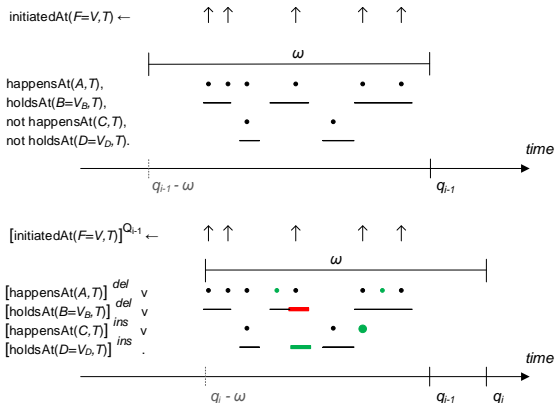 initiatedAt(F=V,T) ←
ω
happensAt(A,T),
holdsAt(B=V_B,T),
not happensAt(C,T),
not holdsAt(D=V_D,T).
time
q_{i-1} - ω
q_{i-1}
[initiatedAt(F=V,T)]^{Q_{i-1}} ←
ω
[happensAt(A,T)]^{del} v
[holdsAt(B=V_B,T)]^{del} v
[happensAt(C,T)]^{ins} v
[holdsAt(D=V_D,T)]^{ins} .
time
q_i - ω
q_{i-1}
q_i